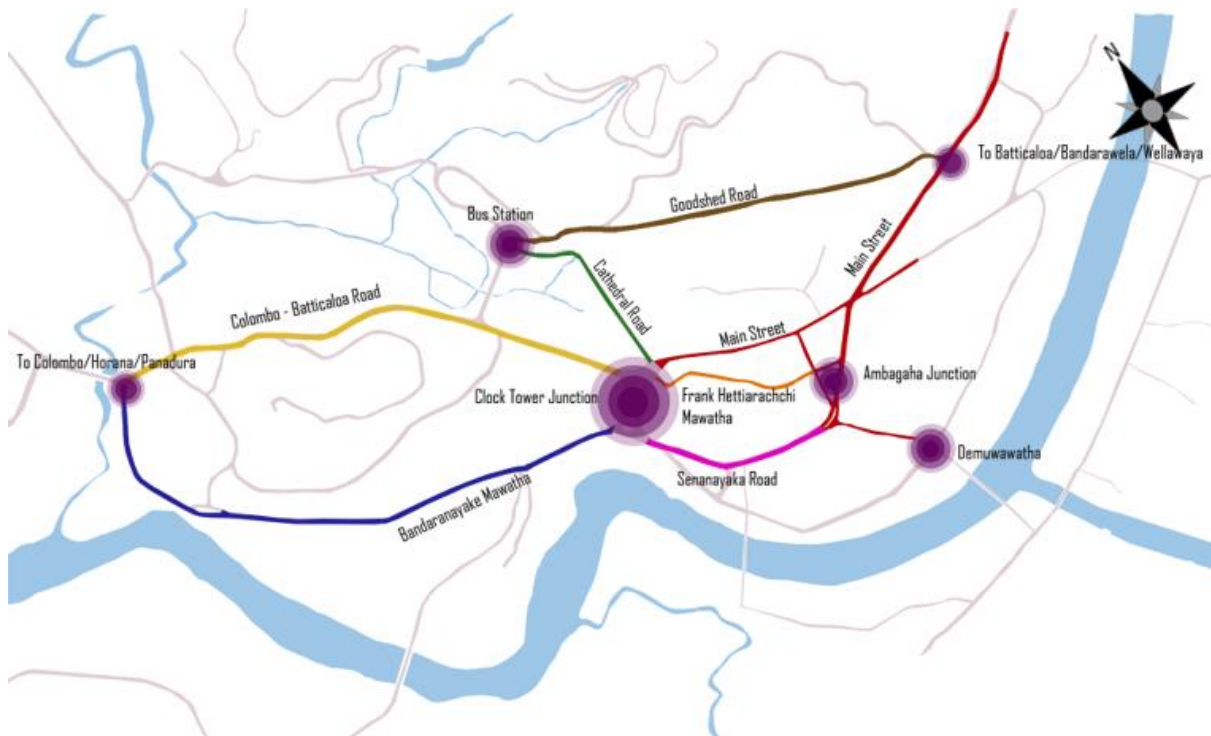 N
To Batticaloa/Bandarawela/Wellawaya
Goodshed Road
Bus Station
Main Street
Cathedral Road
Colombo - Batticaloa Road
Main Street
To Colombo/Horana/Panadura
Ambagaha Junction
Clock Tower Junction
Frank Hettiarachchi
Mawatha
Demuwawatha
Senanayaka Road
Bandaranayake Mawatha